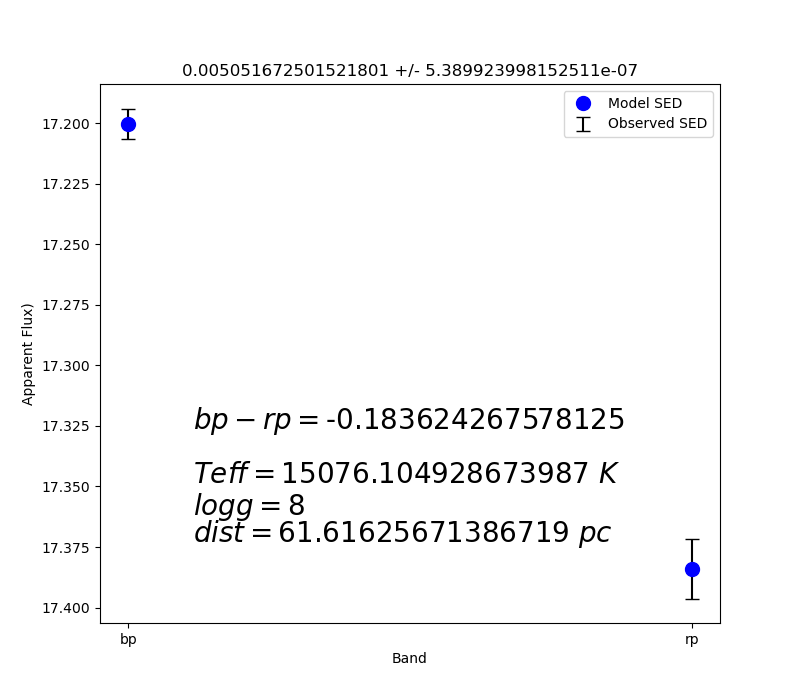 0.005051672501521801 +/- 5.389923998152511e-07
Model SED
Observed SED
17.200
17.225
17.250
17.275
17.300
17.325
17.350
17.375
17.400
Apparent Flux)
bp − rp = -0.183624267578125
Teff = 15076.104928673987 K
logg = 8
dist = 61.61625671386719 pc
bp
rp
Band